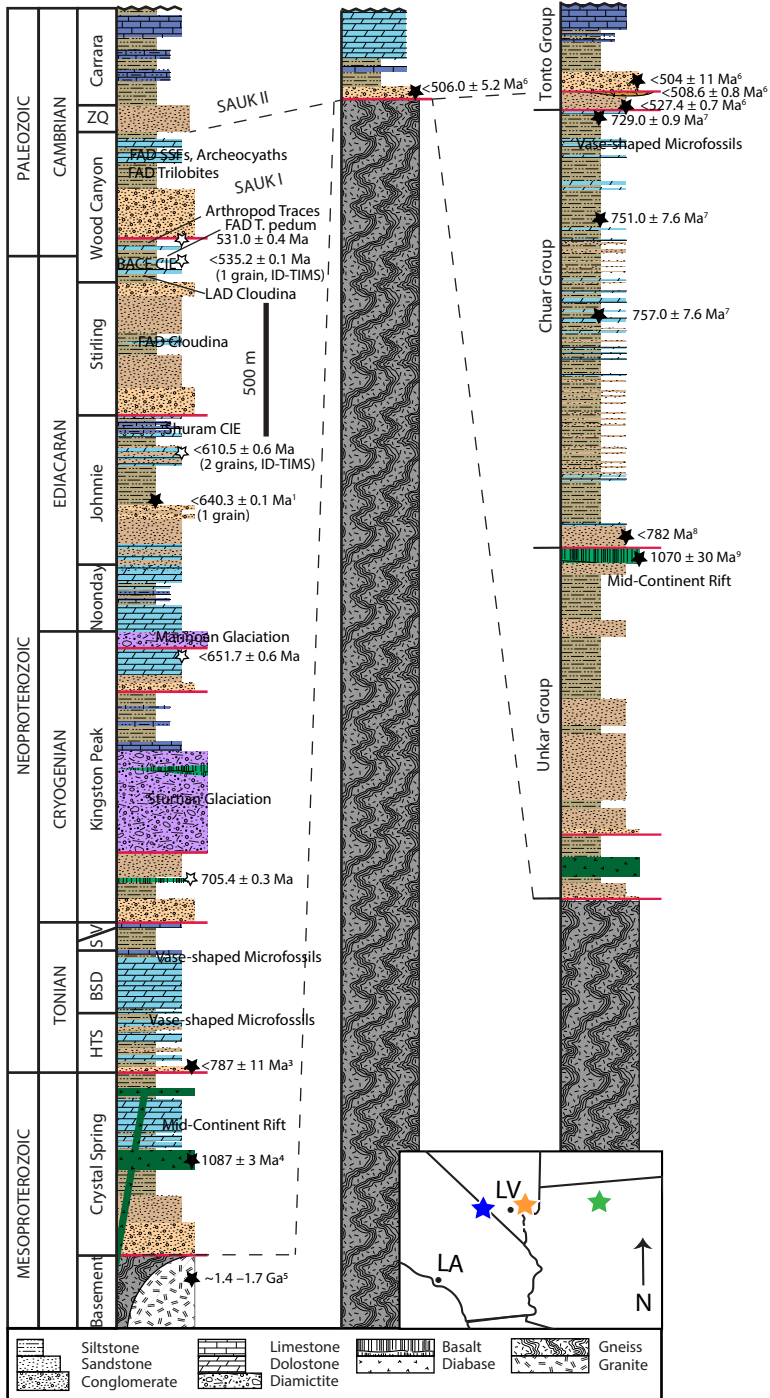 PALEOZOIC
NEOPROTEROZOIC
MESOPROTEROZOIC
CAMBRIAN
EDIACARAN
CRYOGENIAN
TONIAN
Carrara
ZQ
Wood Canyon
Stirling
Johnnie
Noonday
Kingston Peak
SV
BSD
HTS
Crystal Spring
Basement
SAUK II
FAD SSFs, Archeocyaths
FAD Trilobites
SAUK I
Arthropod Traces
FAD T. pedum
531.0 ± 0.4 Ma
BACE CIE
<535.2 ± 0.1 Ma
(1 grain, ID-TIMS)
LAD Cloudina
FAD Cloudina
500 m
Shuram CIE
<610.5 ± 0.6 Ma
(2 grains, ID-TIMS)
<640.3 ± 0.1 Ma¹
(1 grain)
Marinoan Glaciation
<651.7 ± 0.6 Ma
Sturtian Glaciation
705.4 ± 0.3 Ma
Vase-shaped Microfossils
Vase-shaped Microfossils
<787 ± 11 Ma³
Mid-Continent Rift
1087 ± 3 Ma⁴
~1.4 –1.7 Ga⁵
<506.0 ± 5.2 Ma⁶
Tonto Group
Chuar Group
Unkar Group
<504 ± 11 Ma⁶
<508.6 ± 0.8 Ma⁶
<527.4 ± 0.7 Ma⁶
729.0 ± 0.9 Ma⁷
Vase-shaped Microfossils
751.0 ± 7.6 Ma⁷
757.0 ± 7.6 Ma⁷
<782 Ma⁸
1070 ± 30 Ma⁹
Mid-Continent Rift
LV
LA
N
Siltstone
Sandstone
Conglomerate
Limestone
Dolostone
Diamictite
Basalt
Diabase
Gneiss
Granite